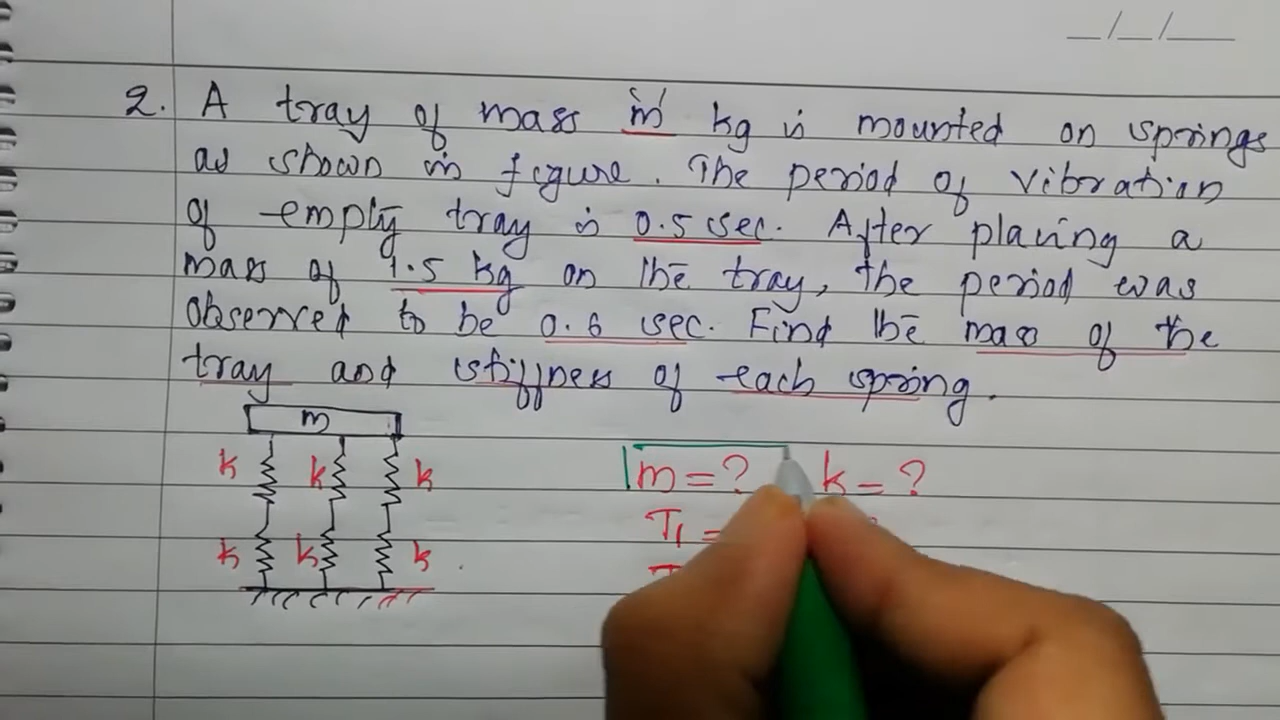 _/_/__
2. A tray of mass 'm' kg is mounted on springs
as shown in figure. The period of vibration
of empty tray is 0.5 sec. After placing a
mass of 1.5 kg on the tray, the period was
observed to be 0.6 sec. Find the mass of the
tray and stiffness of each spring.
m
k k k
k k k
m = ? k = ?
T1 =